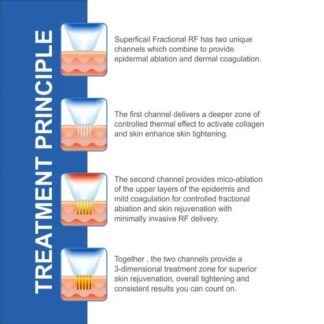 TREATMENT PRINCIPLE
Superficail Fractional RF has two unique
channels which combine to provide
epidermal ablation and dermal coagulation.
The first channel delivers a deeper zone of
controlled thermal effect to activate collagen
and skin enhance skin tightening.
The second channel provides mico-ablation
of the upper layers of the epidermis and
mild coagulation for controlled fractional
abiation and skin rejuvenation with
minimally invasive RF delivery.
Together , the two channels provide a
3-dimensional treatment zone for superior
skin rejuvenation, overall tightening and
consistent results you can count on.